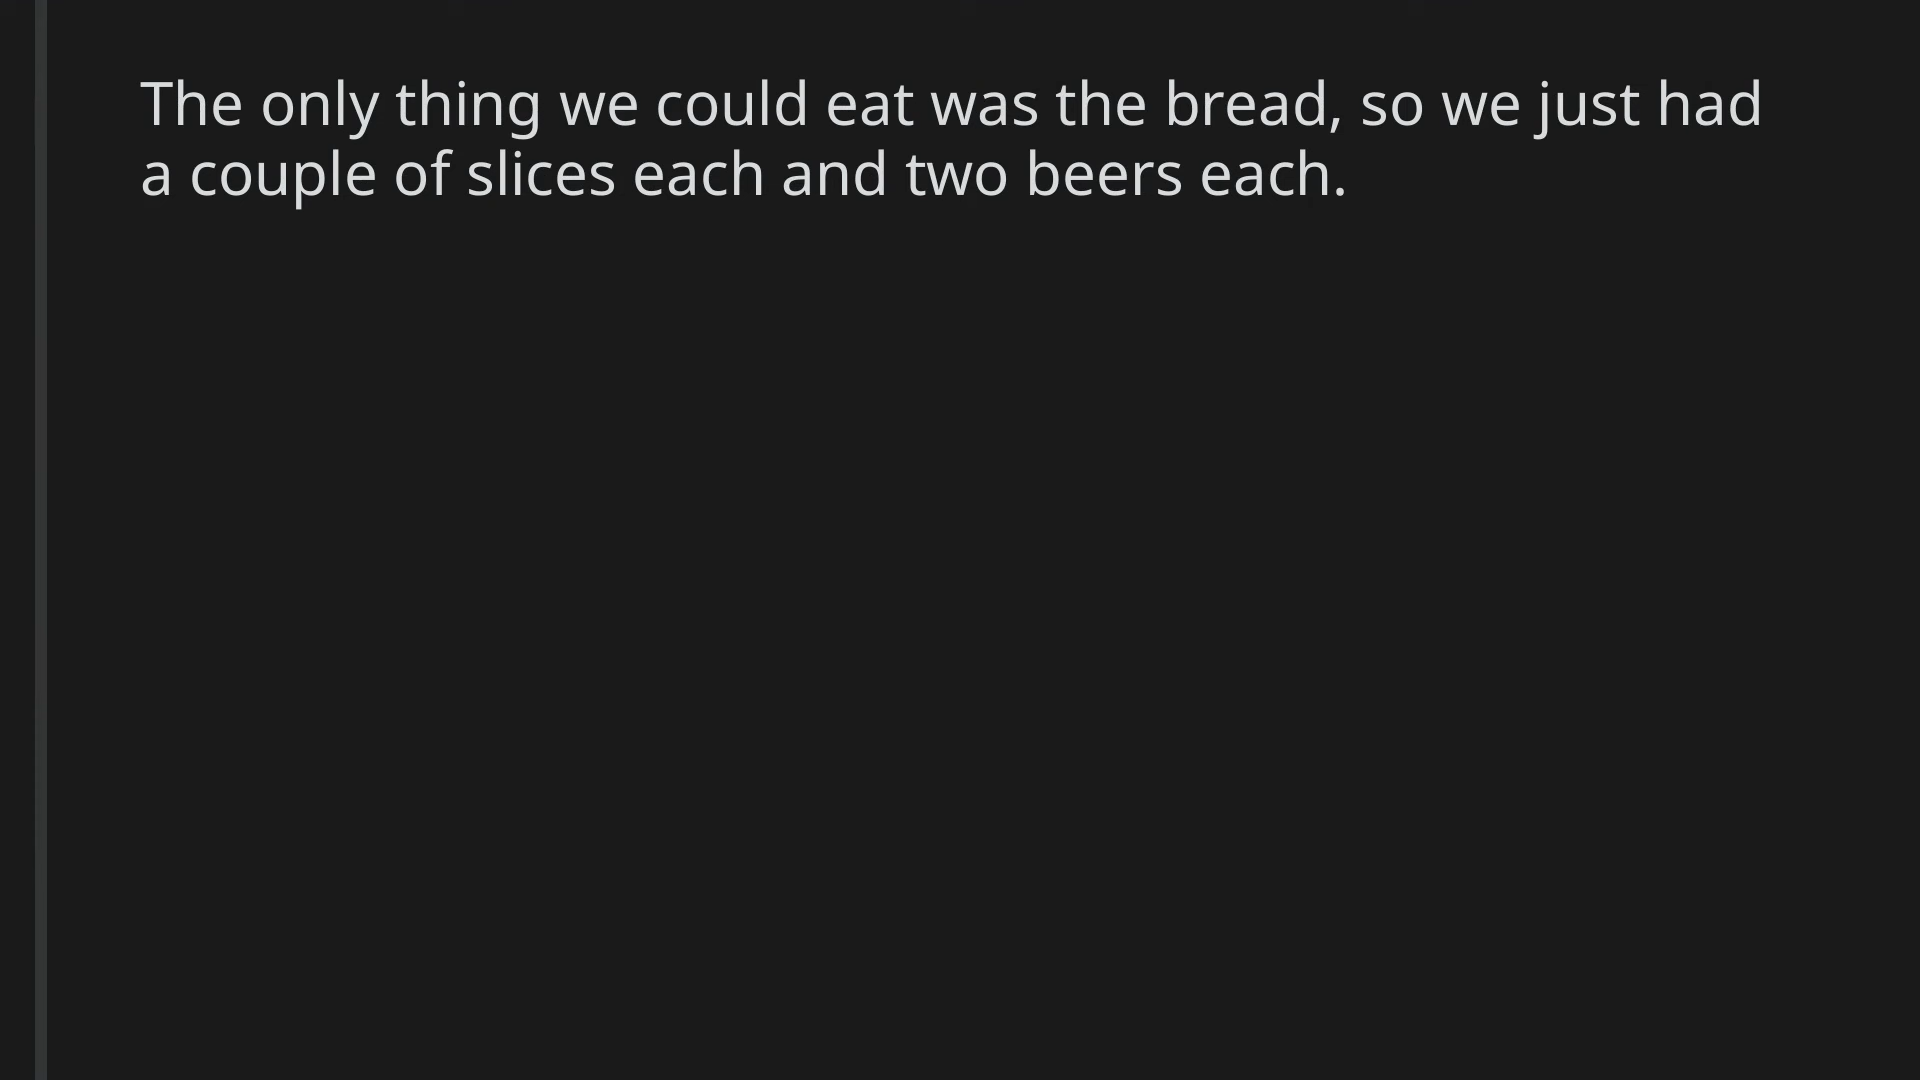 The only thing we could eat was the bread, so we just had
a couple of slices each and two beers each.